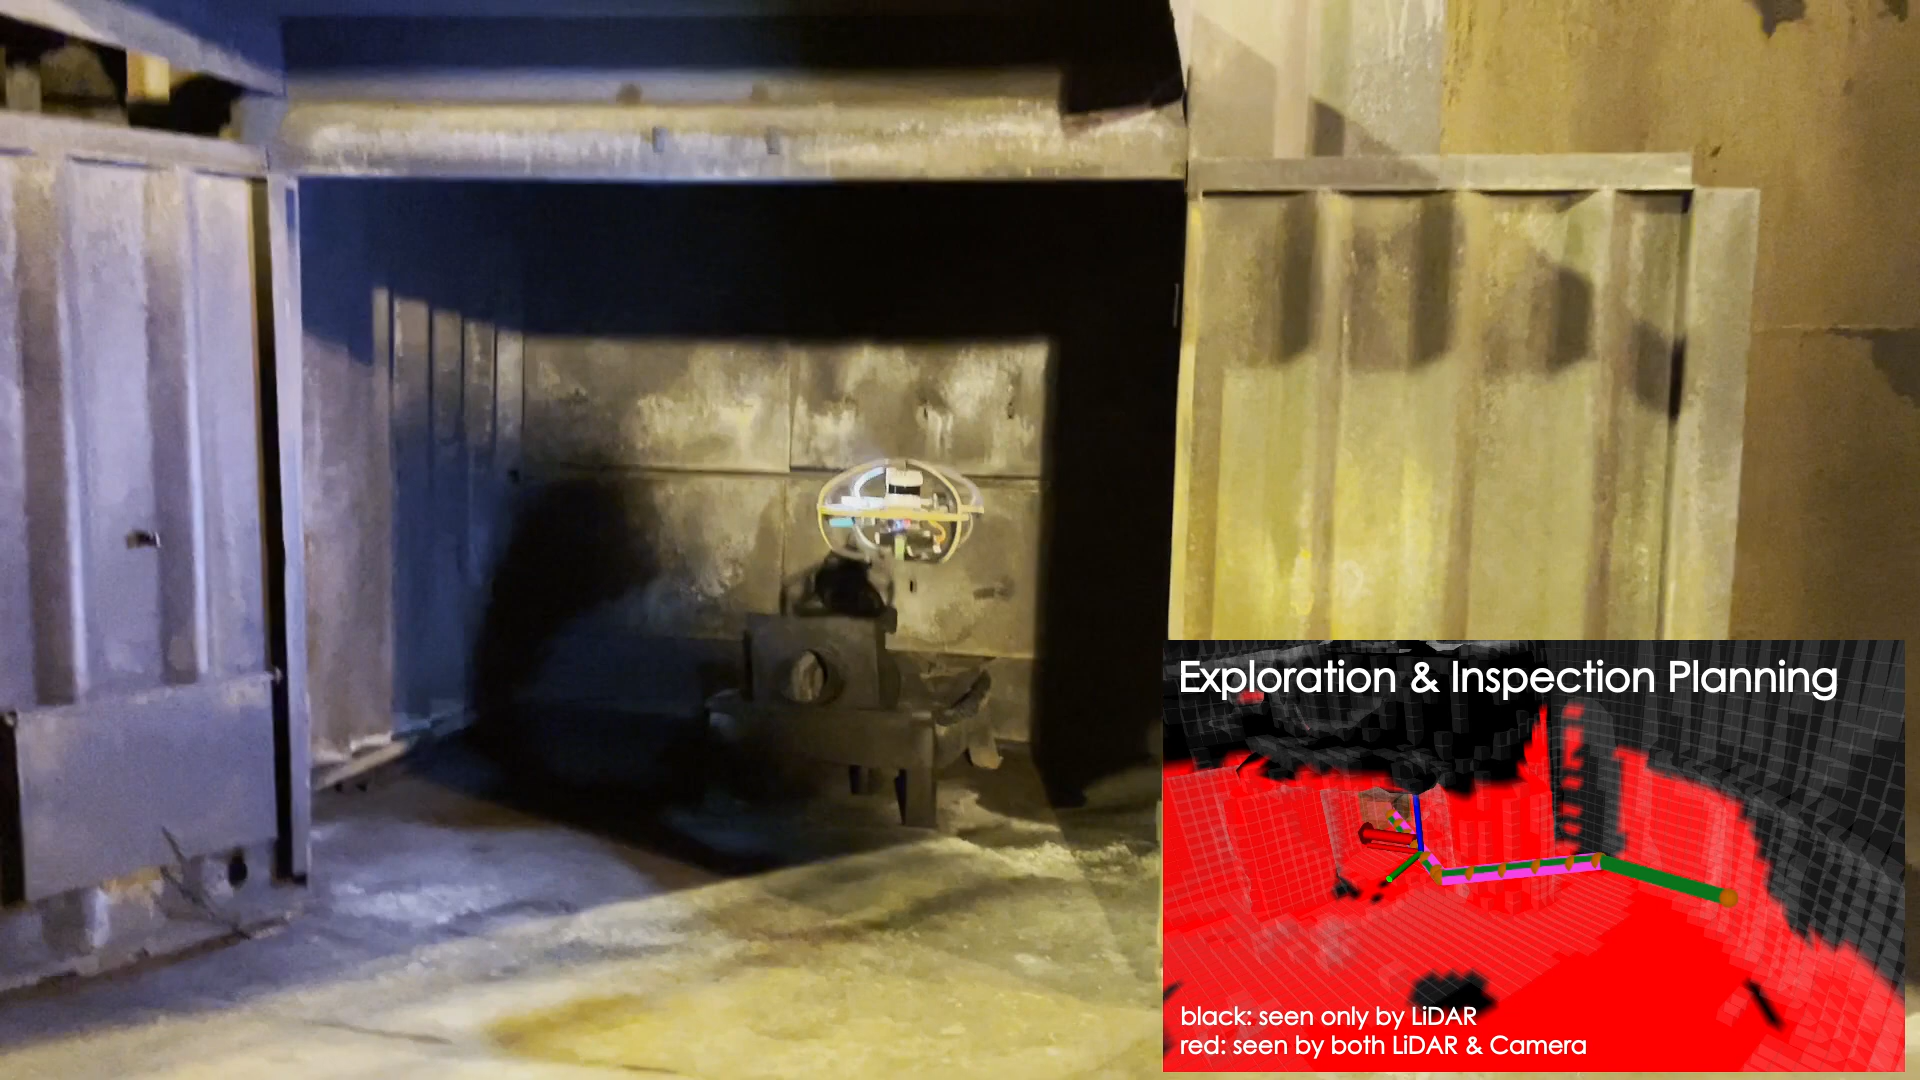 Exploration & Inspection Planning
black: seen only by LiDAR
red: seen by both LiDAR & Camera